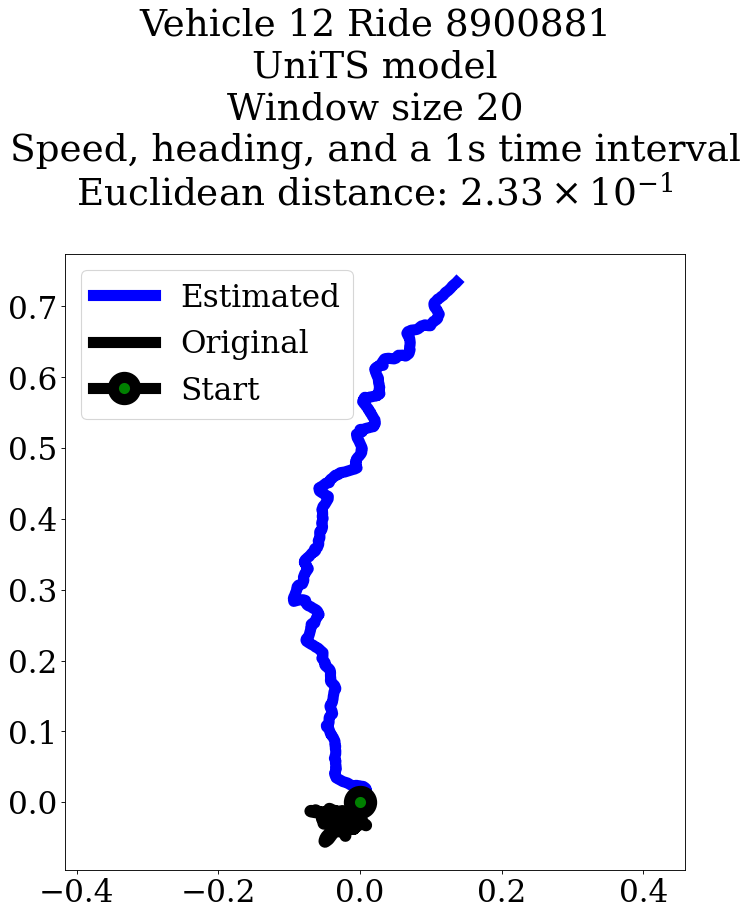 Vehicle 12 Ride 8900881
UniTS model
Window size 20
Speed, heading, and a 1s time interval
Euclidean distance: 2.33 × 10⁻¹
Estimated
Original
Start
0.7
0.6
0.5
0.4
0.3
0.2
0.1
0.0
−0.4 −0.2 0.0 0.2 0.4